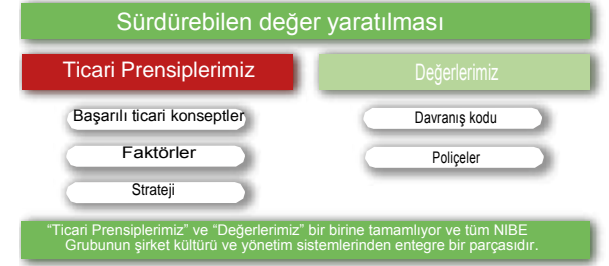 Sürdürebilen değer yaratılması
Ticari Prensiplerimiz
Değerlerimiz
Başarılı ticari konseptler
Davranış kodu
Faktörler
Poliçeler
Strateji
“Ticari Prensiplerimiz” ve “Değerlerimiz” bir birine tamamlıyor ve tüm NIBE
Grubunun şirket kültürü ve yönetim sistemlerinden entegre bir parçasıdır.